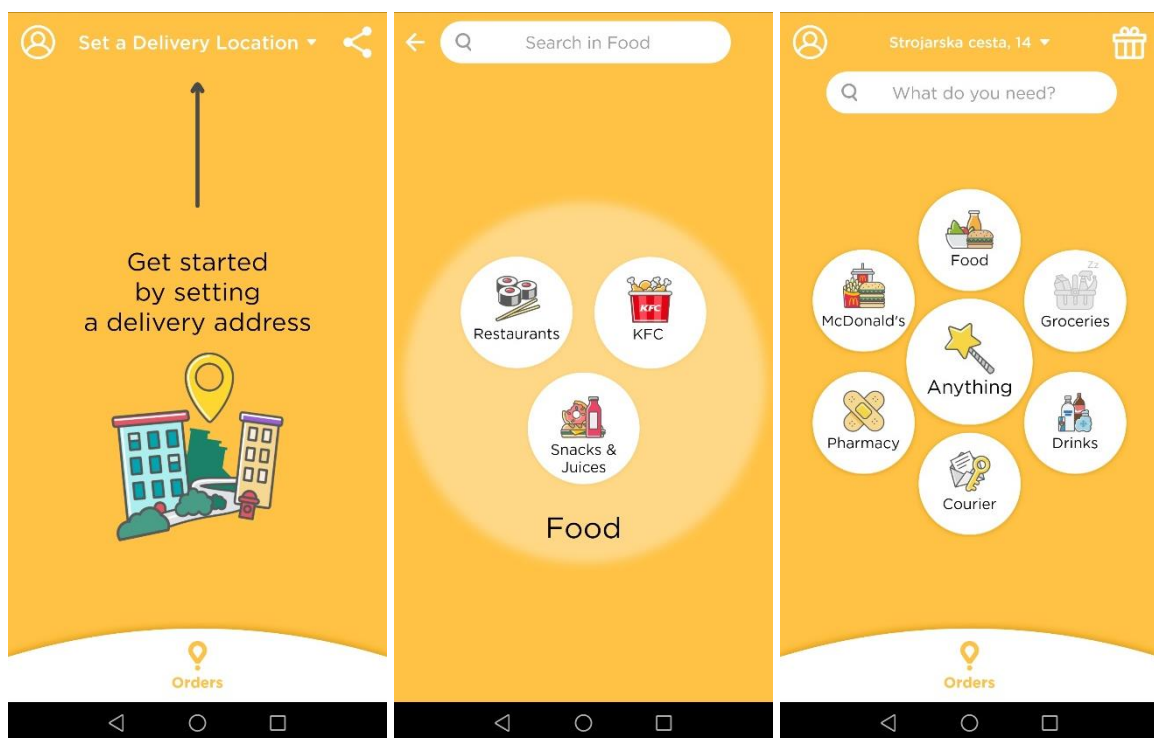 Set a Delivery Location
Get started
by setting
a delivery address
Orders
Search in Food
Restaurants
KFC
KFC
Snacks &
Juices
Food
Strojarska cesta, 14
What do you need?
Food
McDonald's
Zz
Groceries
Anything
Pharmacy
Drinks
Courier
Orders